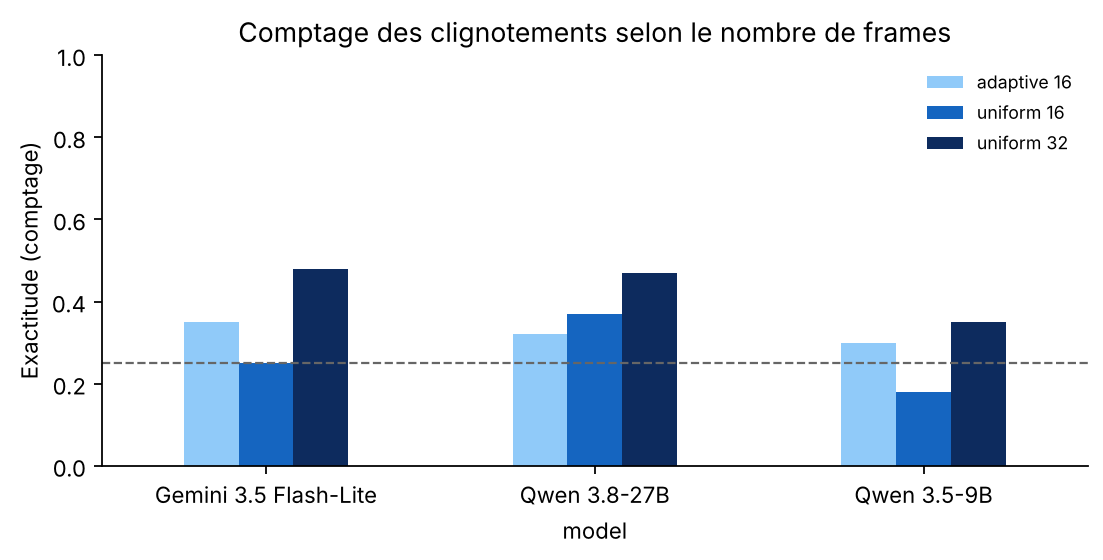 Comptage des clignotements selon le nombre de frames
adaptive 16
uniform 16
uniform 32
Exactitude (comptage)
1.0
0.8
0.6
0.4
0.2
0.0
Gemini 3.5 Flash-Lite
Qwen 3.8-27B
Qwen 3.5-9B
model